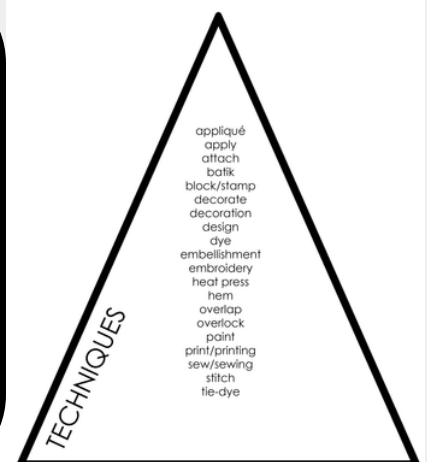 appliqué
apply
attach
batik
block/stamp
decorate
decoration
design
dye
embellishment
embroidery
heat press
hem
overlap
overlock
paint
print/printing
sew/sewing
stitch
tie-dye
TECHNIQUES